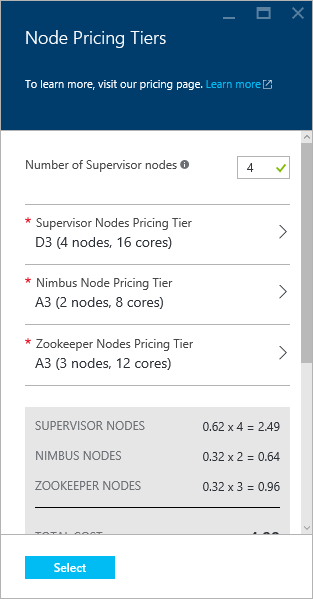 Node Pricing Tiers
To learn more, visit our pricing page. Learn more
Number of Supervisor nodes
4
* Supervisor Nodes Pricing Tier
D3 (4 nodes, 16 cores)
* Nimbus Node Pricing Tier
A3 (2 nodes, 8 cores)
* Zookeeper Nodes Pricing Tier
A3 (3 nodes, 12 cores)
SUPERVISOR NODES 0.62 x 4 = 2.49
NIMBUS NODES 0.32 x 2 = 0.64
ZOOKEEPER NODES 0.32 x 3 = 0.96
TOTAL COST
Select